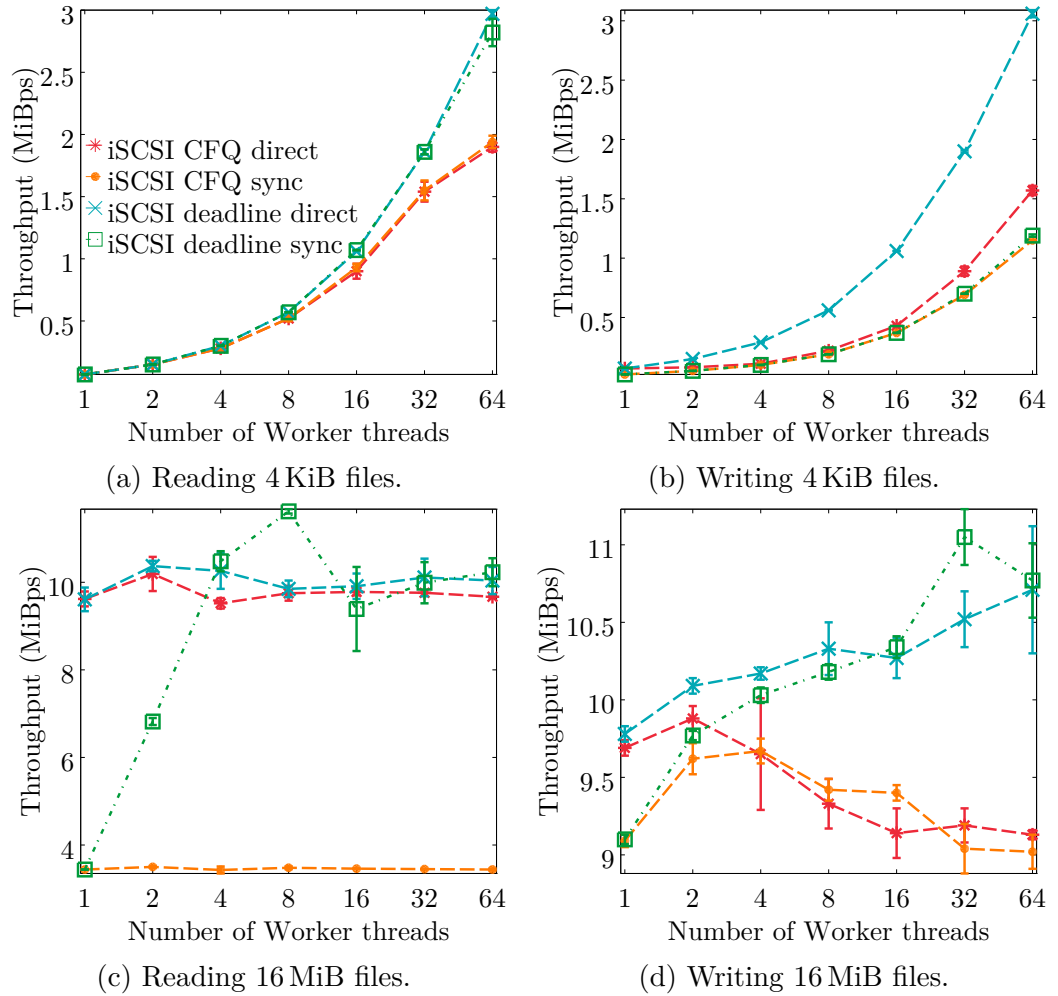 3
2.5
2
1.5
1
0.5
Throughput (MiBps)
iSCSI CFQ direct
iSCSI CFQ sync
iSCSI deadline direct
iSCSI deadline sync
1 2 4 8 16 32 64
Number of Worker threads
(a) Reading 4 KiB files.
3
2.5
2
1.5
1
0.5
Throughput (MiBps)
1 2 4 8 16 32 64
Number of Worker threads
(b) Writing 4 KiB files.
10
8
6
4
Throughput (MiBps)
1 2 4 8 16 32 64
Number of Worker threads
(c) Reading 16 MiB files.
11
10.5
10
9.5
9
Throughput (MiBps)
1 2 4 8 16 32 64
Number of Worker threads
(d) Writing 16 MiB files.